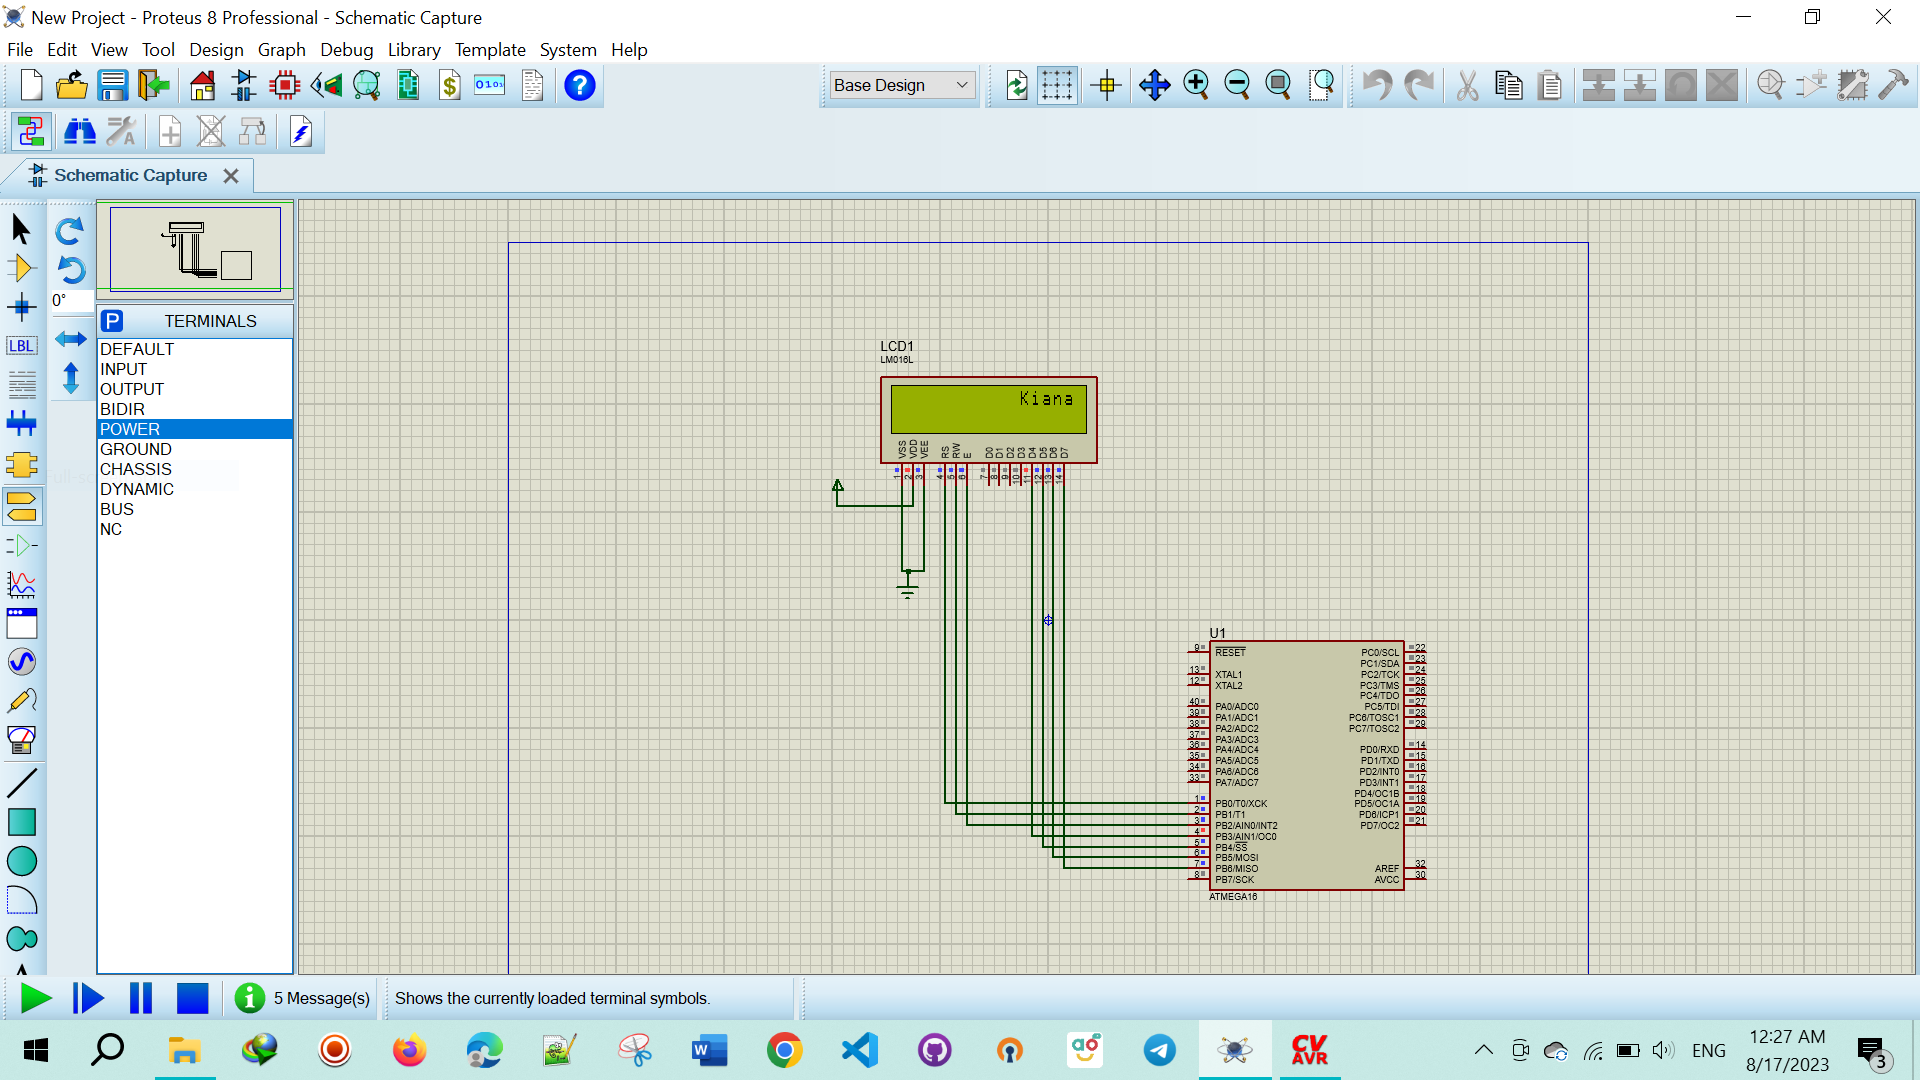 New Project - Proteus 8 Professional - Schematic Capture
File Edit View Tool Design Graph Debug Library Template System Help
Base Design
Schematic Capture
0°
P TERMINALS
DEFAULT
INPUT
OUTPUT
BIDIR
POWER
GROUND
CHASSIS
DYNAMIC
BUS
NC
LBL
LCD1
LM016L
Kiana
VSS VDD VEE RS RW E D0 D1 D2 D3 D4 D5 D6 D7
1 2 3 4 5 6 7 8 9 10 11 12 13 14
U1
9 RESET
13 XTAL1
12 XTAL2
40 PA0/ADC0
39 PA1/ADC1
38 PA2/ADC2
37 PA3/ADC3
36 PA4/ADC4
35 PA5/ADC5
34 PA6/ADC6
33 PA7/ADC7
1 PB0/T0/XCK
2 PB1/T1
3 PB2/AIN0/INT2
4 PB3/AIN1/OC0
5 PB4/SS
6 PB5/MOSI
7 PB6/MISO
8 PB7/SCK
PC0/SCL 22
PC1/SDA 23
PC2/TCK 24
PC3/TMS 25
PC4/TDO 26
PC5/TDI 27
PC6/TOSC1 28
PC7/TOSC2 29
PD0/RXD 14
PD1/TXD 15
PD2/INT0 16
PD3/INT1 17
PD4/OC1B 18
PD5/OC1A 19
PD6/ICP1 20
PD7/OC2 21
AREF 32
AVCC 30
ATMEGA16
5 Message(s)
Shows the currently loaded terminal symbols.
CV
AVR
ENG
12:27 AM
8/17/2023
3